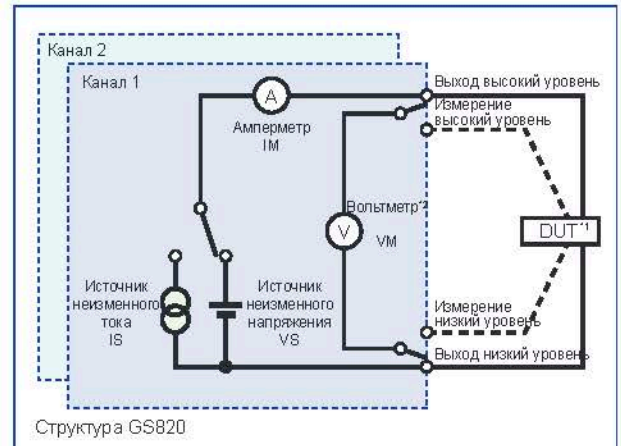 Канал 2
Канал 1
A
Амперметр
IM
Выход высокий уровень
Измерение
высокий уровень
Вольтметр*2
V
VM
DUT*1
Источник
неизменного
тока
IS
Источник
неизменного
напряжения
VS
Измерение
низкий уровень
Выход низкий уровень
Структура GS820